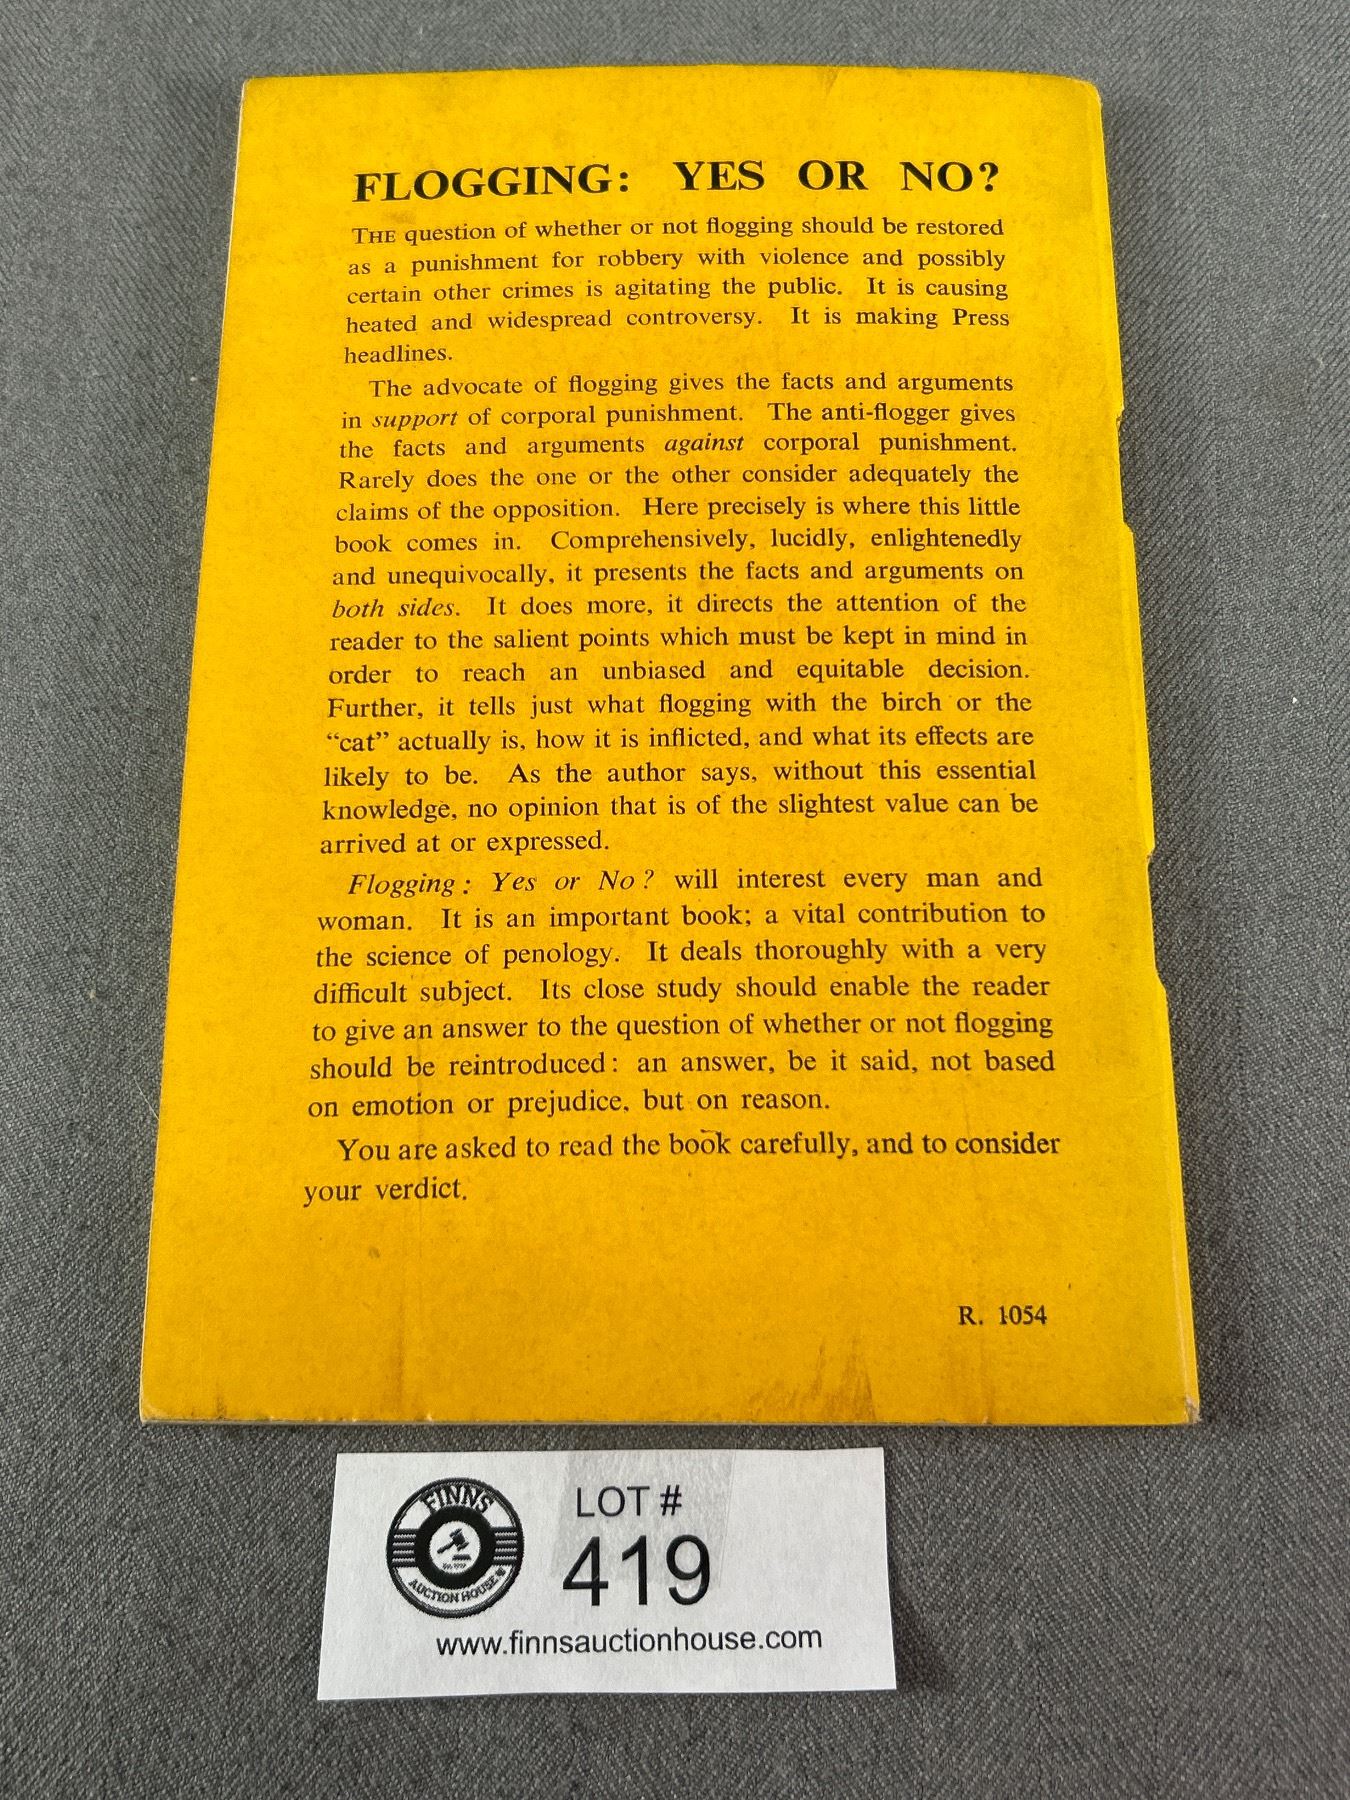 FLOGGING: YES OR NO?
THE question of whether or not flogging should be restored
as a punishment for robbery with violence and possibly
certain other crimes is agitating the public. It is causing
heated and widespread controversy. It is making Press
headlines.
The advocate of flogging gives the facts and arguments
in support of corporal punishment. The anti-flogger gives
the facts and arguments against corporal punishment.
Rarely does the one or the other consider adequately the
claims of the opposition. Here precisely is where this little
book comes in. Comprehensively, lucidly, enlightenedly
and unequivocally, it presents the facts and arguments on
both sides. It does more, it directs the attention of the
reader to the salient points which must be kept in mind in
order to reach an unbiased and equitable decision.
Further, it tells just what flogging with the birch or the
“cat” actually is, how it is inflicted, and what its effects are
likely to be. As the author says, without this essential
knowledge, no opinion that is of the slightest value can be
arrived at or expressed.
Flogging: Yes or No? will interest every man and
woman. It is an important book; a vital contribution to
the science of penology. It deals thoroughly with a very
difficult subject. Its close study should enable the reader
to give an answer to the question of whether or not flogging
should be reintroduced: an answer, be it said, not based
on emotion or prejudice, but on reason.
You are asked to read the book carefully, and to consider
your verdict.
R. 1054
FINNS
AUCTION HOUSE
LOT #
419
www.finnsauctionhouse.com